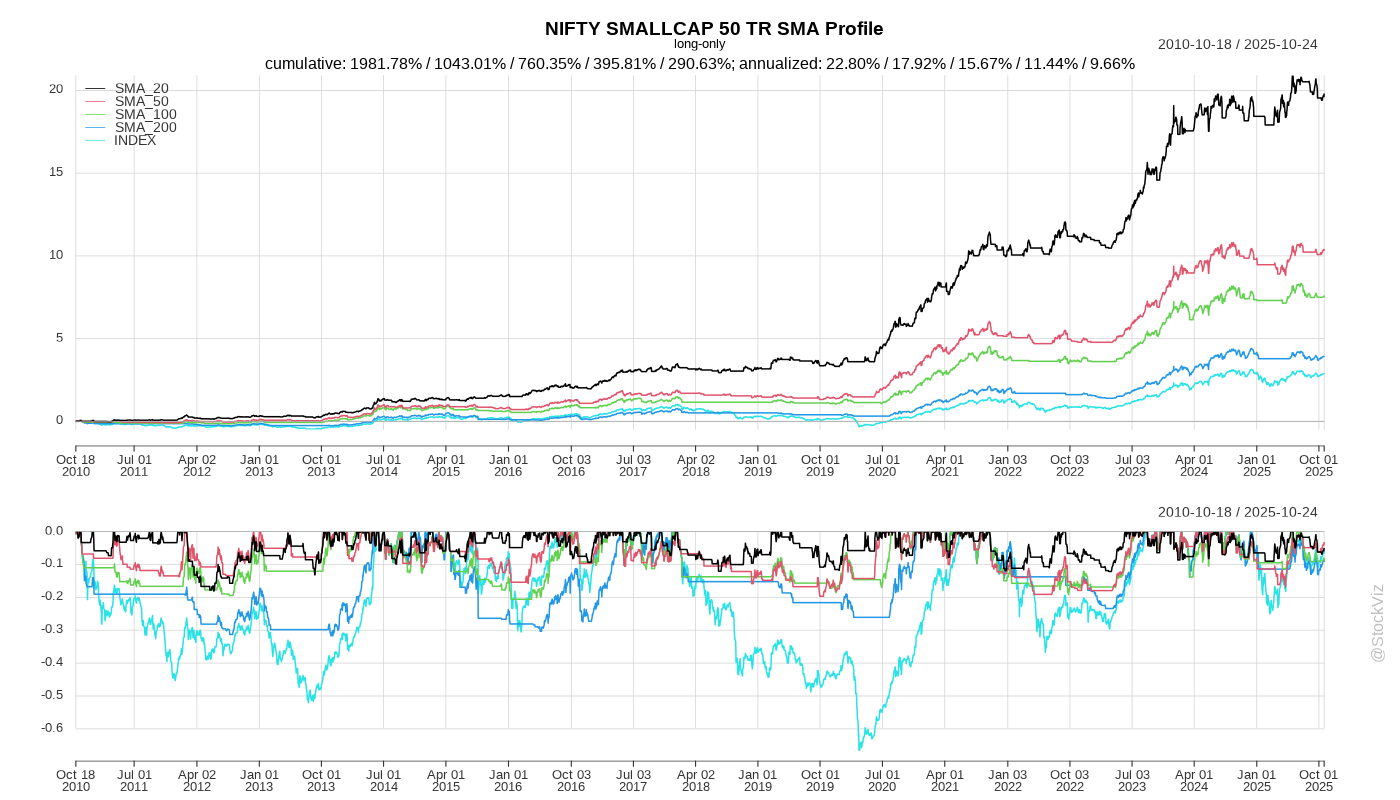 NIFTY SMALLCAP 50 TR SMA Profile
long-only
2010-10-18 / 2025-10-24
cumulative: 1981.78% / 1043.01% / 760.35% / 395.81% / 290.63%; annualized: 22.80% / 17.92% / 15.67% / 11.44% / 9.66%
SMA_20
SMA_50
SMA_100
SMA_200
INDEX
20
15
10
5
0
Oct 18 Jul 01 Apr 02 Jan 01 Oct 01 Jul 01 Apr 01 Jan 01 Oct 03 Jul 03 Apr 02 Jan 01 Oct 01 Jul 01 Apr 01 Jan 03 Oct 03 Jul 03 Apr 01 Jan 01 Oct 01
2010 2011 2012 2013 2013 2014 2015 2016 2016 2017 2018 2019 2019 2020 2021 2022 2022 2023 2024 2025 2025
2010-10-18 / 2025-10-24
0.0
-0.1
-0.2
-0.3
-0.4
-0.5
-0.6
Oct 18 Jul 01 Apr 02 Jan 01 Oct 01 Jul 01 Apr 01 Jan 01 Oct 03 Jul 03 Apr 02 Jan 01 Oct 01 Jul 01 Apr 01 Jan 03 Oct 03 Jul 03 Apr 01 Jan 01 Oct 01
2010 2011 2012 2013 2013 2014 2015 2016 2016 2017 2018 2019 2019 2020 2021 2022 2022 2023 2024 2025 2025
@StockViz